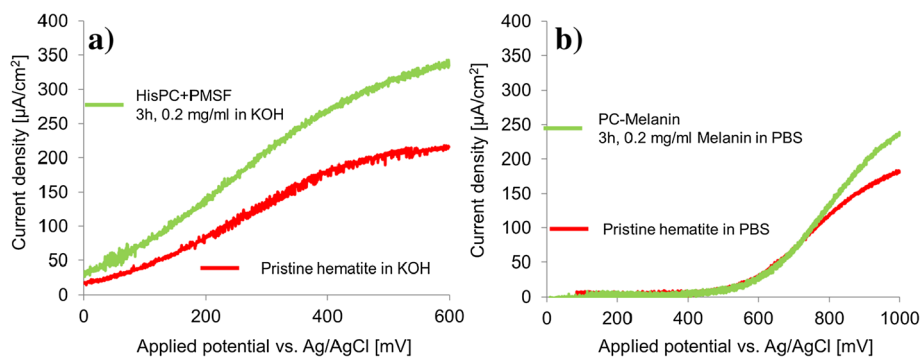 a)
400
350
300
250
200
150
100
50
0
Current density [µA/cm²]
HisPC+PMSF
3h, 0.2 mg/ml in KOH
Pristine hematite in KOH
0 200 400 600
Applied potential vs. Ag/AgCl [mV]
b)
400
350
300
250
200
150
100
50
0
Current density [µA/cm²]
PC-Melanin
3h, 0.2 mg/ml Melanin in PBS
Pristine hematite in PBS
0 200 400 600 800 1000
Applied potential vs. Ag/AgCl [mV]